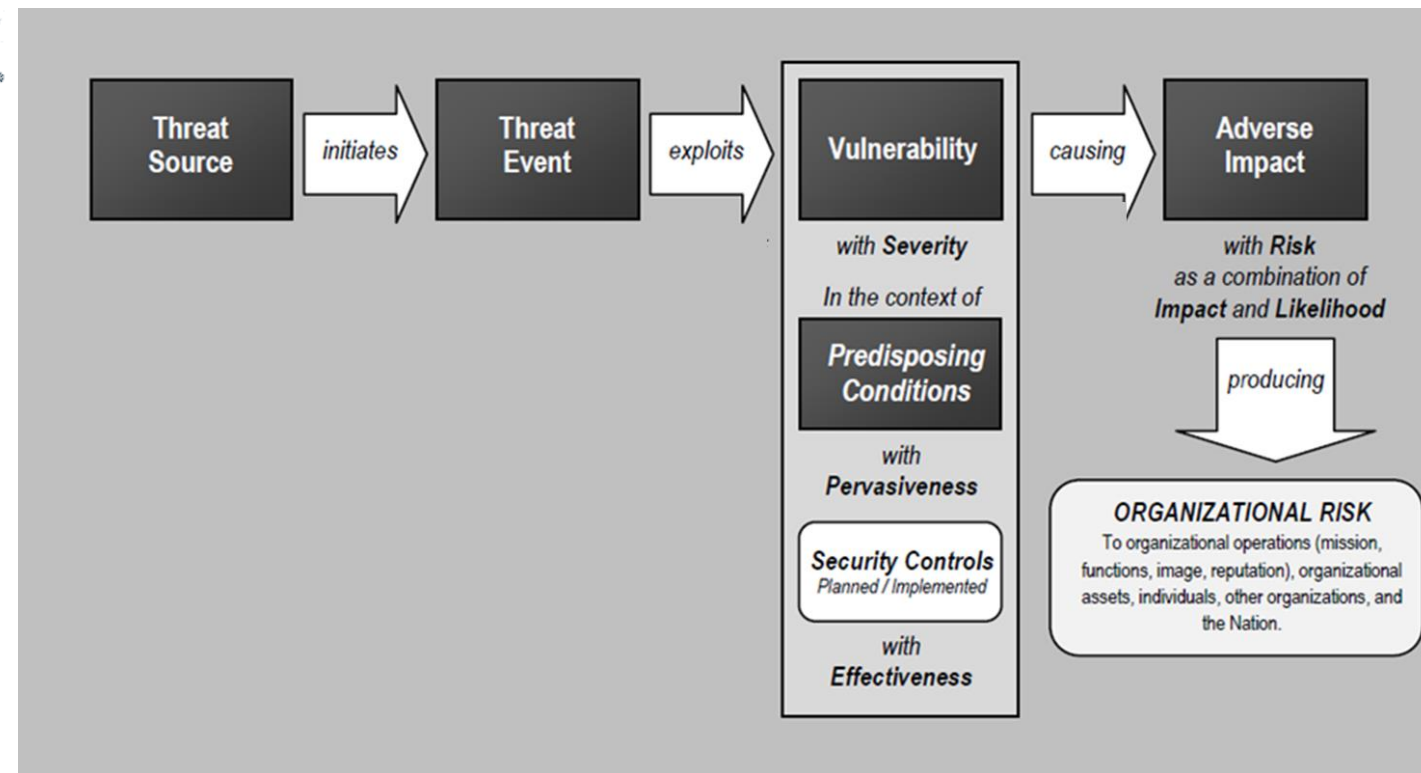 Threat
Source
initiates
Threat
Event
exploits
Vulnerability
with Severity
In the context of
Predisposing
Conditions
with
Pervasiveness
Security Controls
Planned / Implemented
with
Effectiveness
causing
Adverse
Impact
with Risk
as a combination of
Impact and Likelihood
producing
ORGANIZATIONAL RISK
To organizational operations (mission,
functions, image, reputation), organizational
assets, individuals, other organizations, and
the Nation.